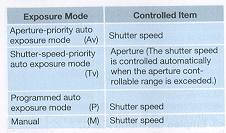 Exposure Mode
Controlled Item
Aperture-priority auto
exposure mode (Av)
Shutter speed
Shutter-speed-priority
auto exposure mode
(Tv)
Aperture (The shutter speed
is controlled automatically
when the aperture cont-
rollable range is exceeded.)
Programmed auto
exposure mode (P)
Shutter speed
Manual (M)
Shutter speed